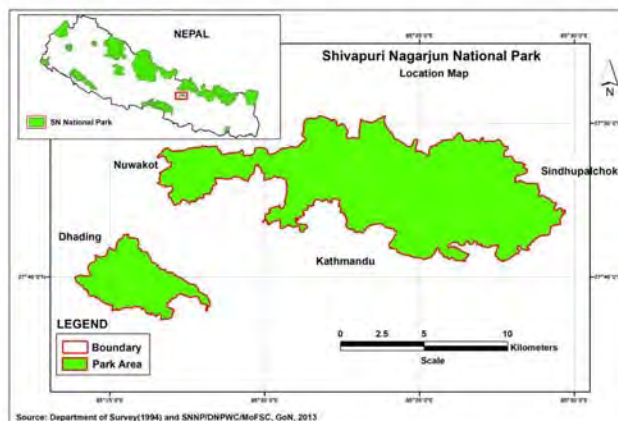 NEPAL
SN National Park
Shivapuri Nagarjun National Park
Location Map
N
Nuwakot
Sindhupalchok
Dhading
Kathmandu
LEGEND
Boundary
Park Area
0 2.5 5 10
Kilometers
Scale
Source: Department of Survey(1994) and SNNP/DNPWC/MoFSC, GoN, 2013